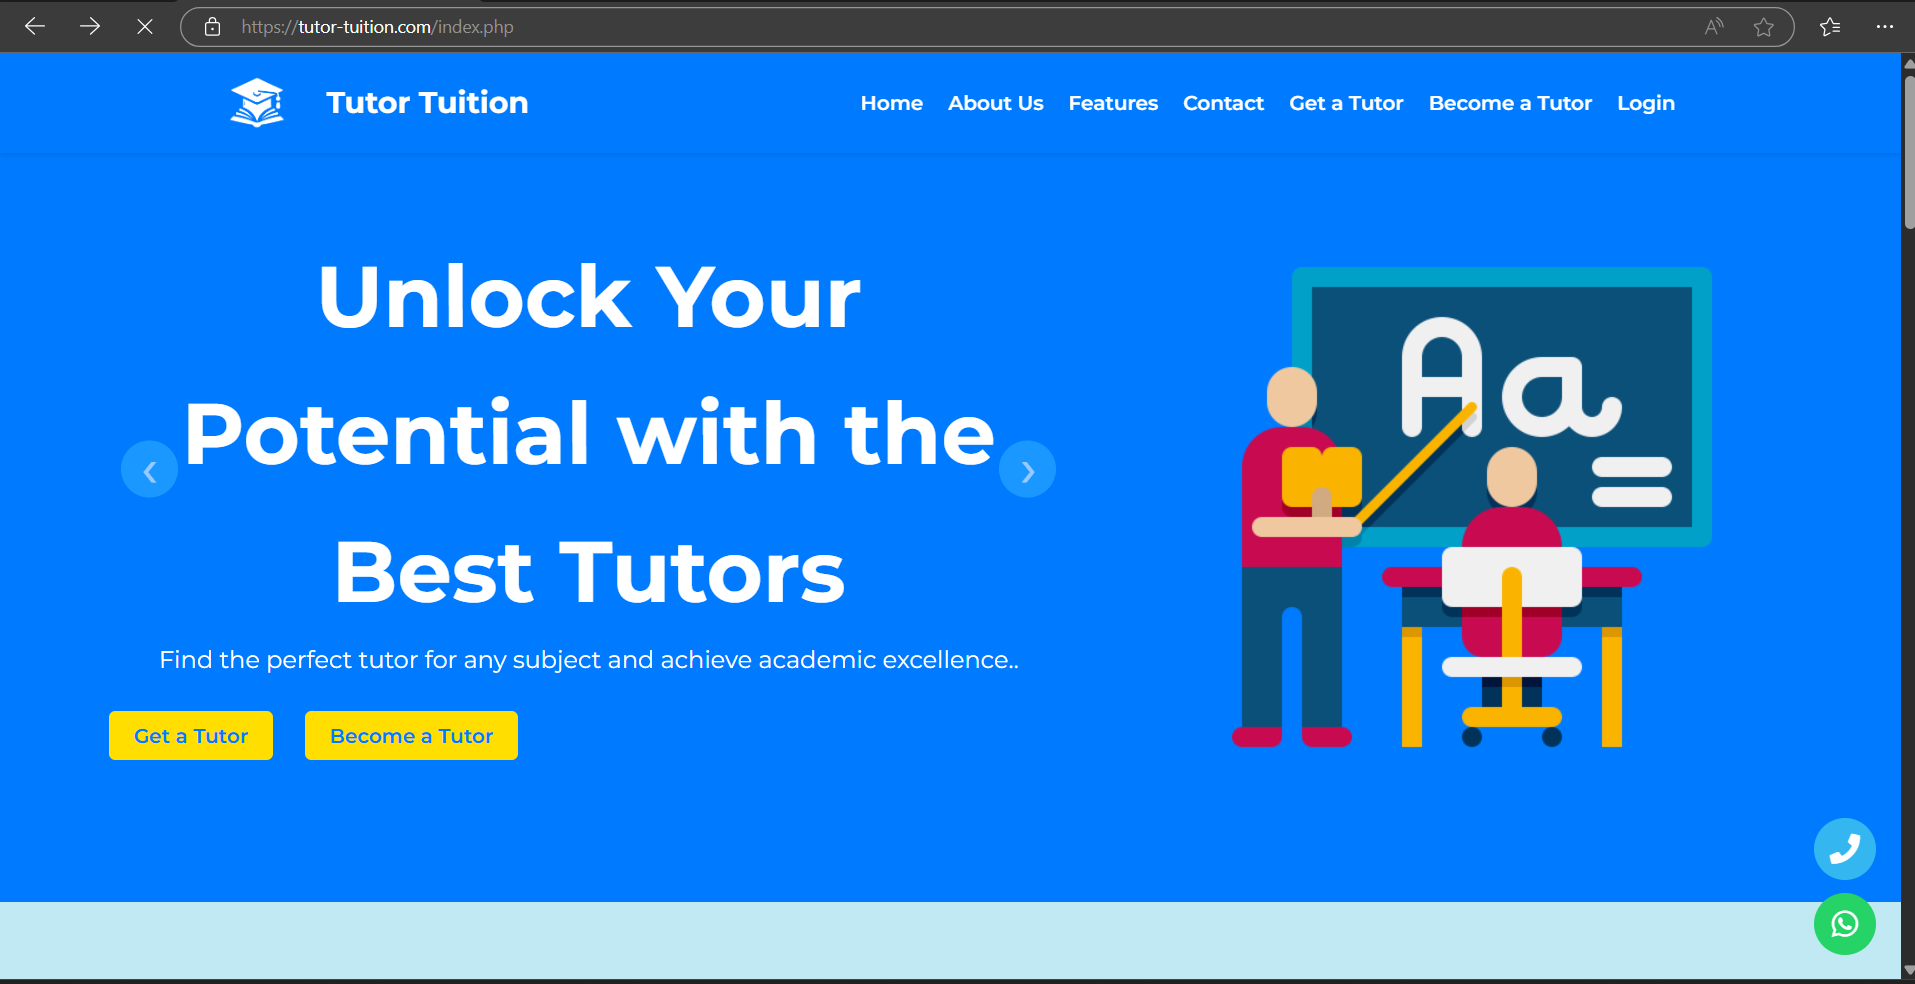 https://tutor-tuition.com/index.php
Tutor Tuition
Home About Us Features Contact Get a Tutor Become a Tutor Login
Unlock Your
Potential with the
Best Tutors
Find the perfect tutor for any subject and achieve academic excellence..
Get a Tutor Become a Tutor
Aa